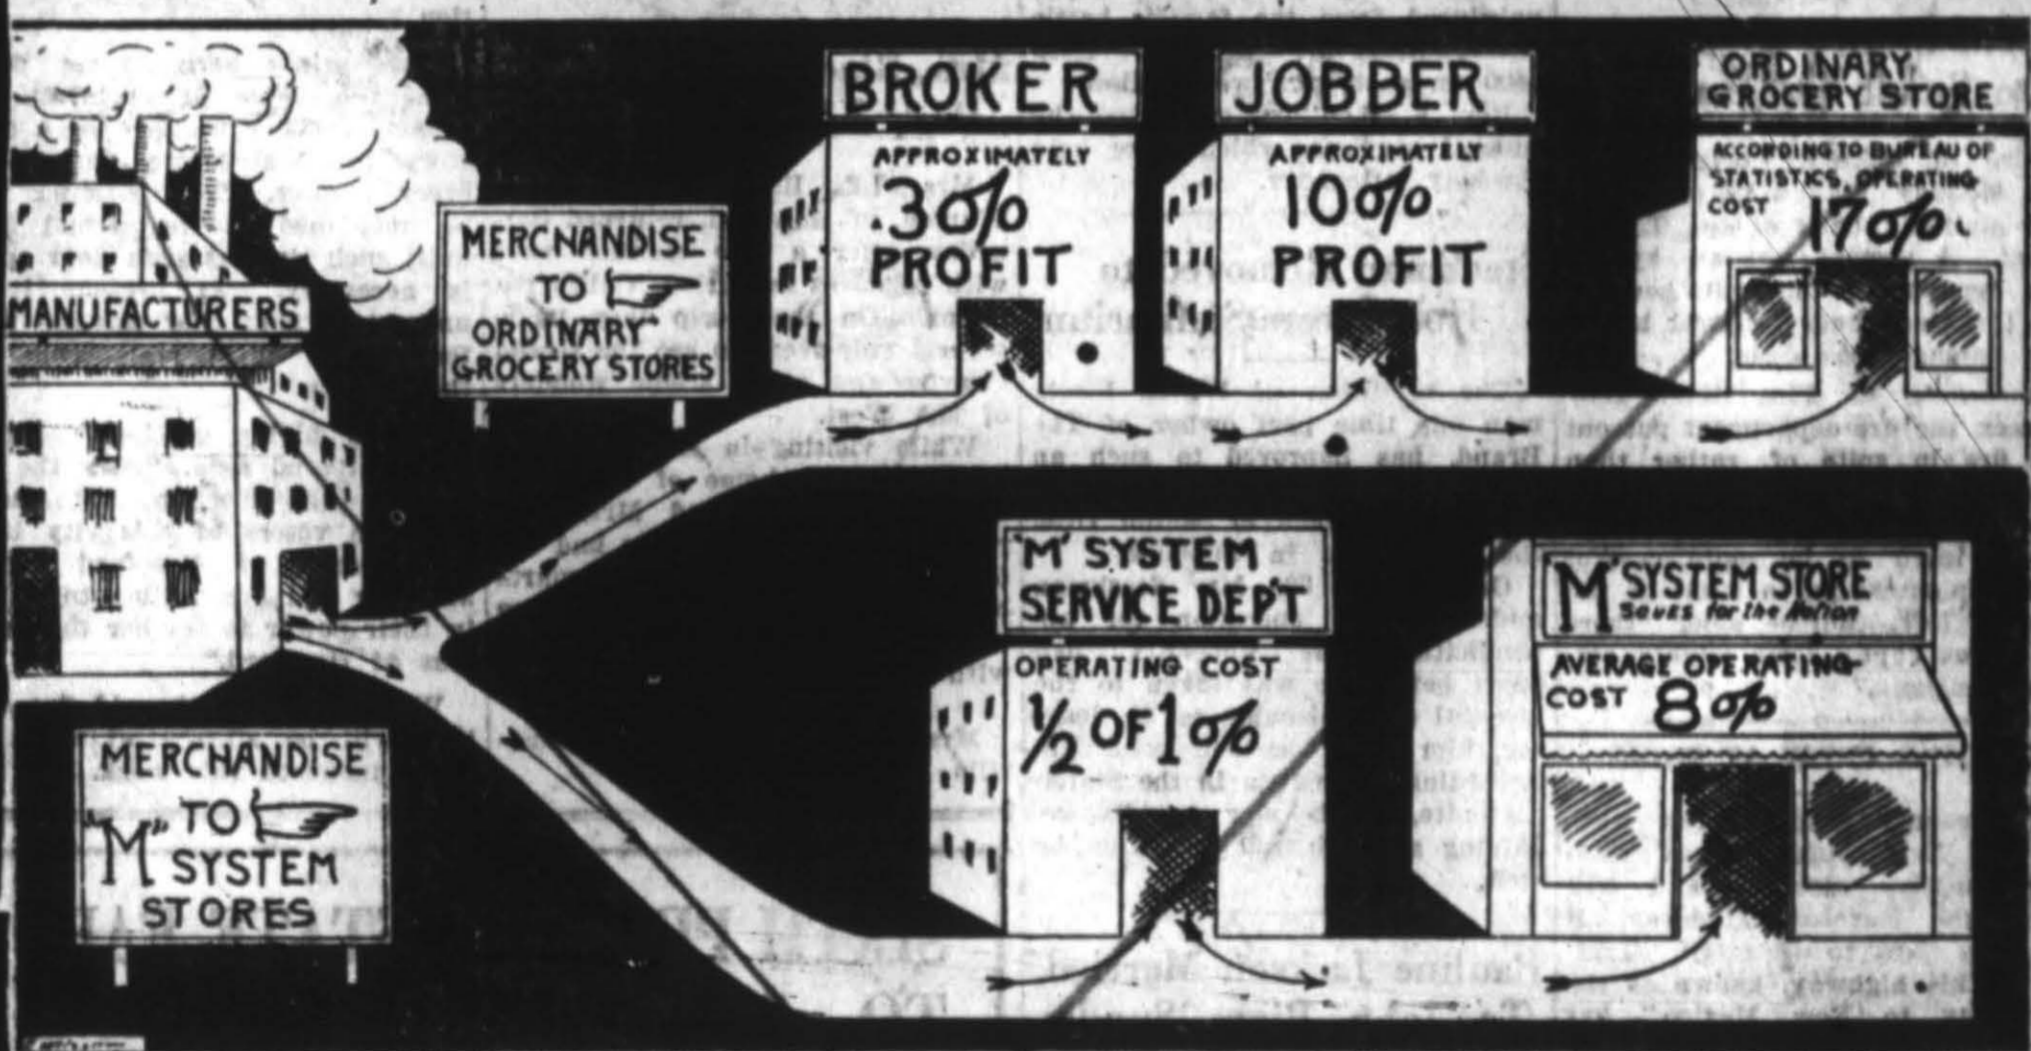 BROKER
APPROXIMATELY
3%
PROFIT
JOBBER
APPROXIMATELY
10%
PROFIT
ORDINARY
GROCERY STORE
ACCORDING TO BUREAU OF
STATISTICS, OPERATING
COST 17%
MERCNANDISE
TO
ORDINARY
GROCERY STORES
MANUFACTURERS
'M' SYSTEM
SERVICE DEP'T
OPERATING COST
½ OF 1%
'M' SYSTEM STORE
Saves for the Nation
AVERAGE OPERATING
COST 8%
MERCHANDISE
TO
"M"
SYSTEM
STORES